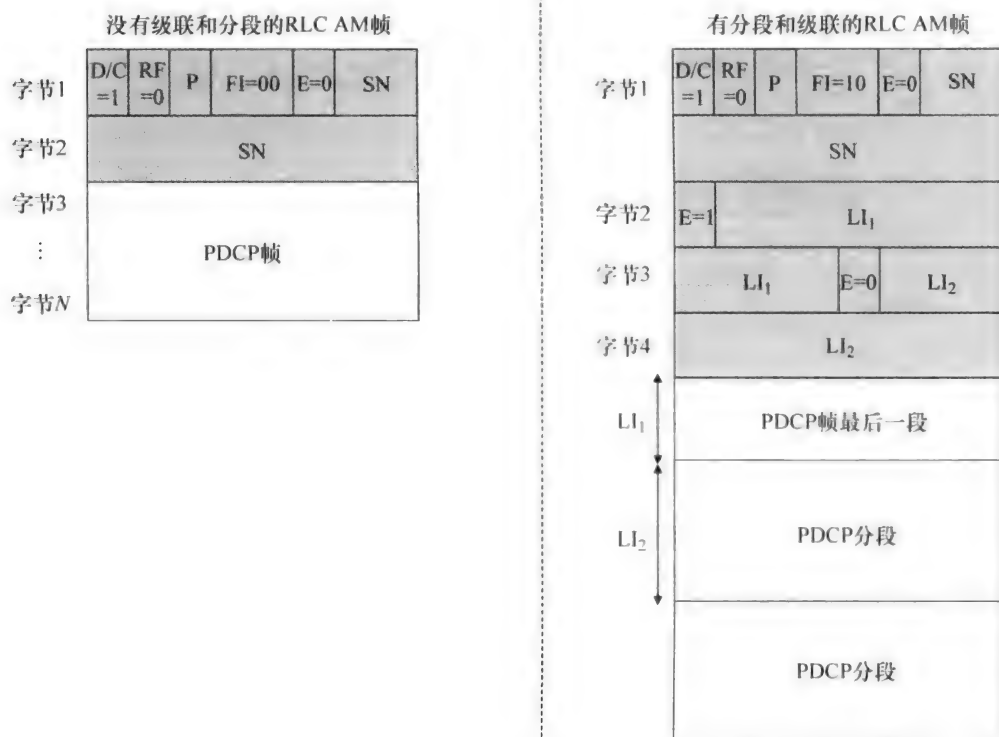 没有级联和分段的RLC AM帧
字节1
D/C =1
RF =0
P
FI=00
E=0
SN
字节2
SN
字节3
⋮
字节N
PDCP帧
有分段和级联的RLC AM帧
字节1
D/C =1
RF =0
P
FI=10
E=0
SN
SN
字节2
E=1
LI₁
字节3
LI₁
E=0
LI₂
字节4
LI₂
LI₁
PDCP帧最后一段
LI₂
PDCP分段
PDCP分段